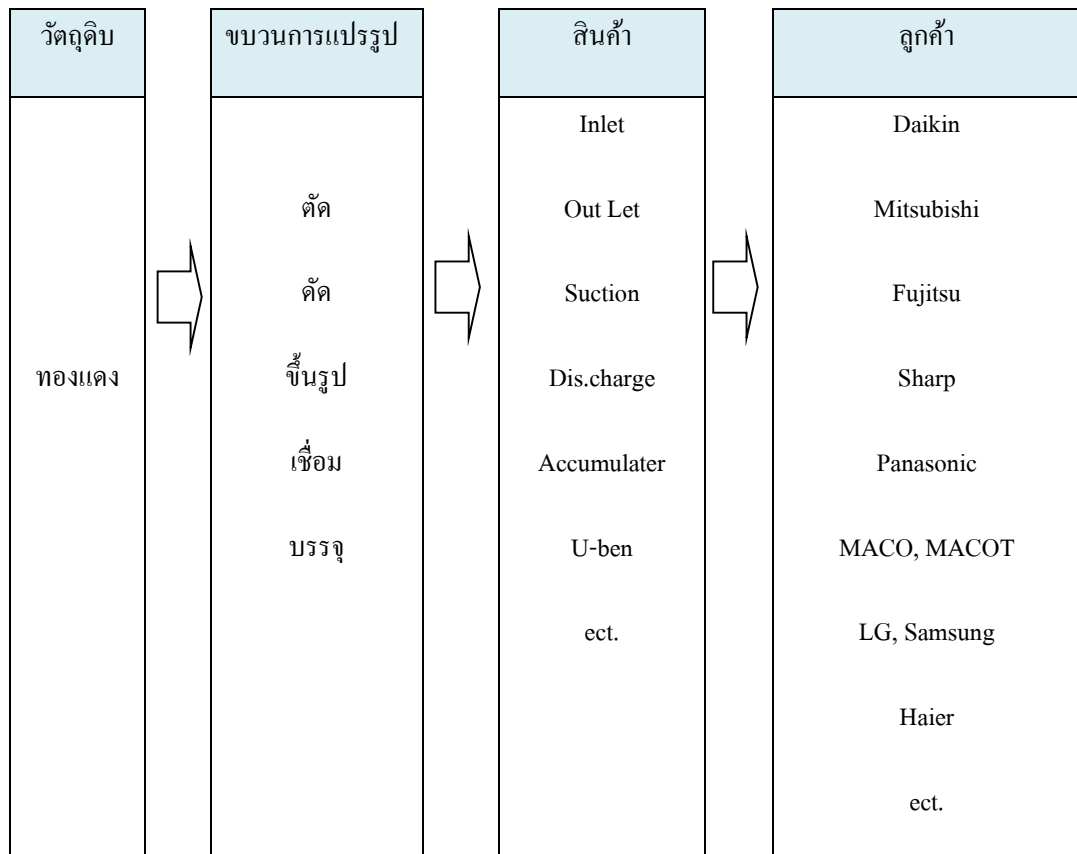 วัตถุดิบ
ทองแดง
ขบวนการแปรรูป
ตัด
ดัด
ขึ้นรูป
เชื่อม
บรรจุ
สินค้า
Inlet
Out Let
Suction
Dis.charge
Accumulater
U-ben
ect.
ลูกค้า
Daikin
Mitsubishi
Fujitsu
Sharp
Panasonic
MACO, MACOT
LG, Samsung
Haier
ect.